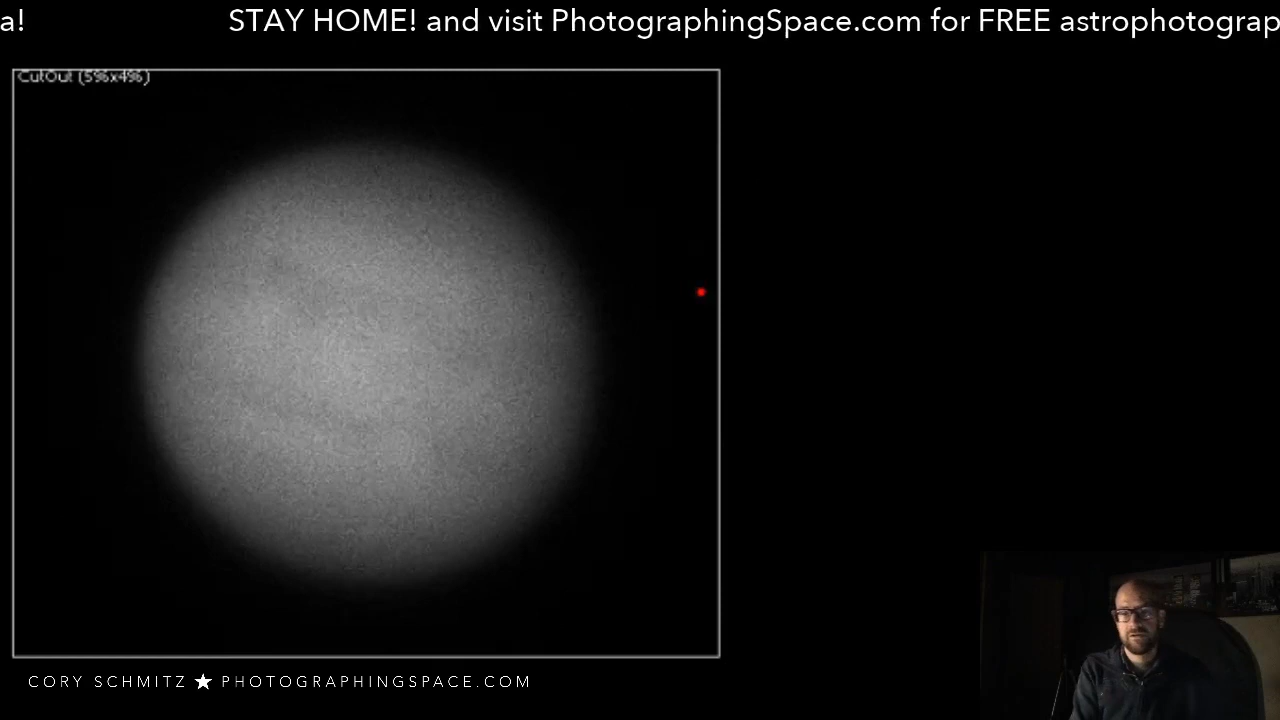 a! STAY HOME! and visit PhotographingSpace.com for FREE astrophotograp
CutOut (5%x4%)
CORY SCHMITZ ★ PHOTOGRAPHINGSPACE.COM